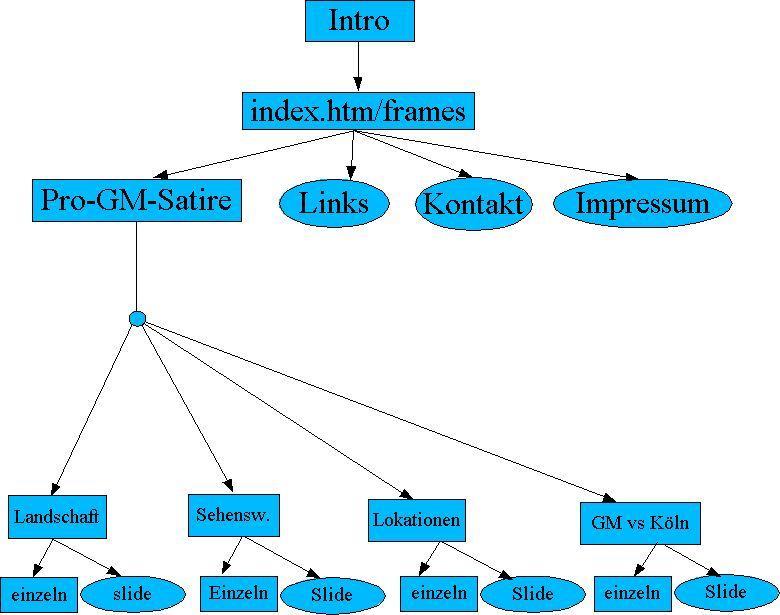 Intro
index.htm/frames
Pro-GM-Satire
Links
Kontakt
Impressum
Landschaft
Sehensw.
Lokationen
GM vs Köln
einzeln
slide
Einzeln
Slide
einzeln
Slide
einzeln
Slide